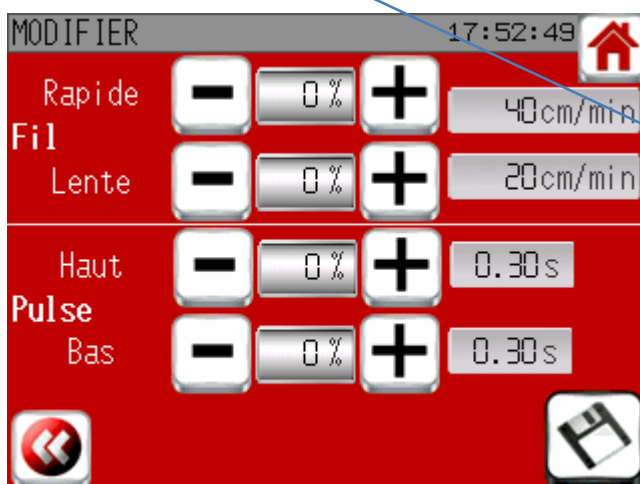 MODIFIER 17:52:49
Rapide 0% 40cm/min
Fil
Lente 0% 20cm/min
Haut 0% 0.30s
Pulse
Bas 0% 0.30s